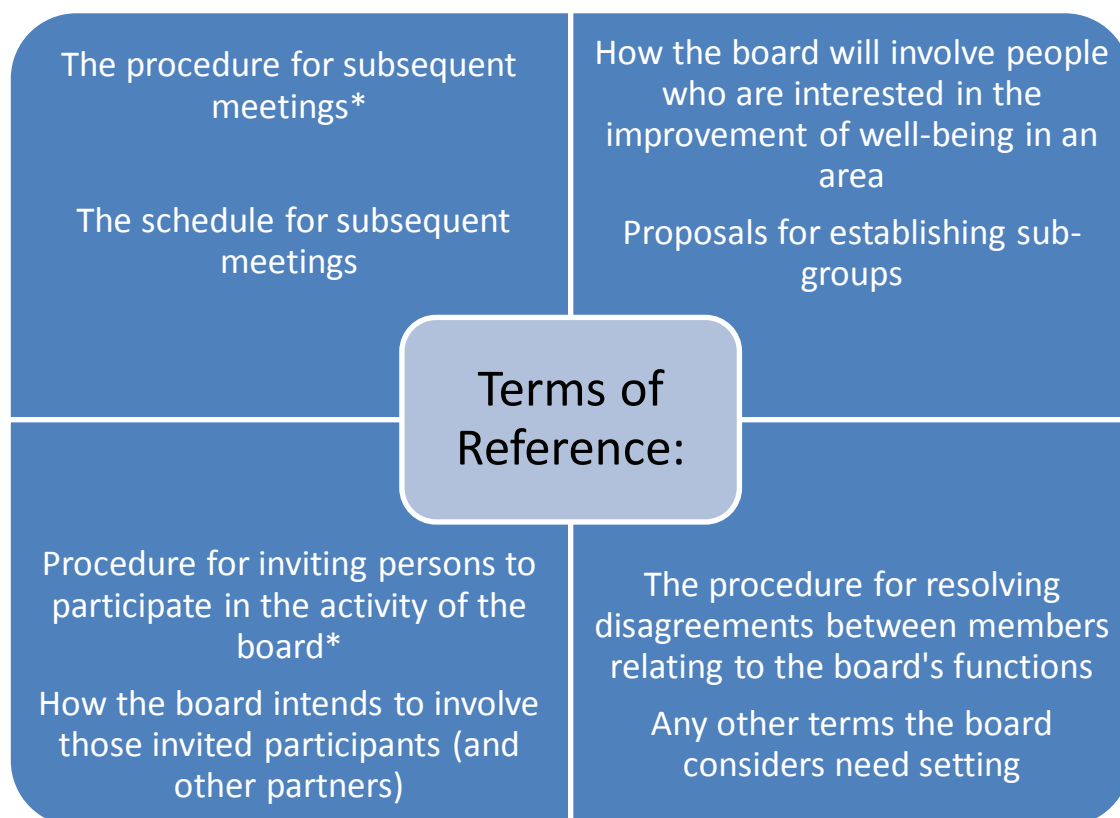 The procedure for subsequent
meetings*
The schedule for subsequent
meetings
How the board will involve people
who are interested in the
improvement of well-being in an
area
Proposals for establishing sub-
groups
Terms of
Reference:
Procedure for inviting persons to
participate in the activity of the
board*
How the board intends to involve
those invited participants (and
other partners)
The procedure for resolving
disagreements between members
relating to the board's functions
Any other terms the board
considers need setting